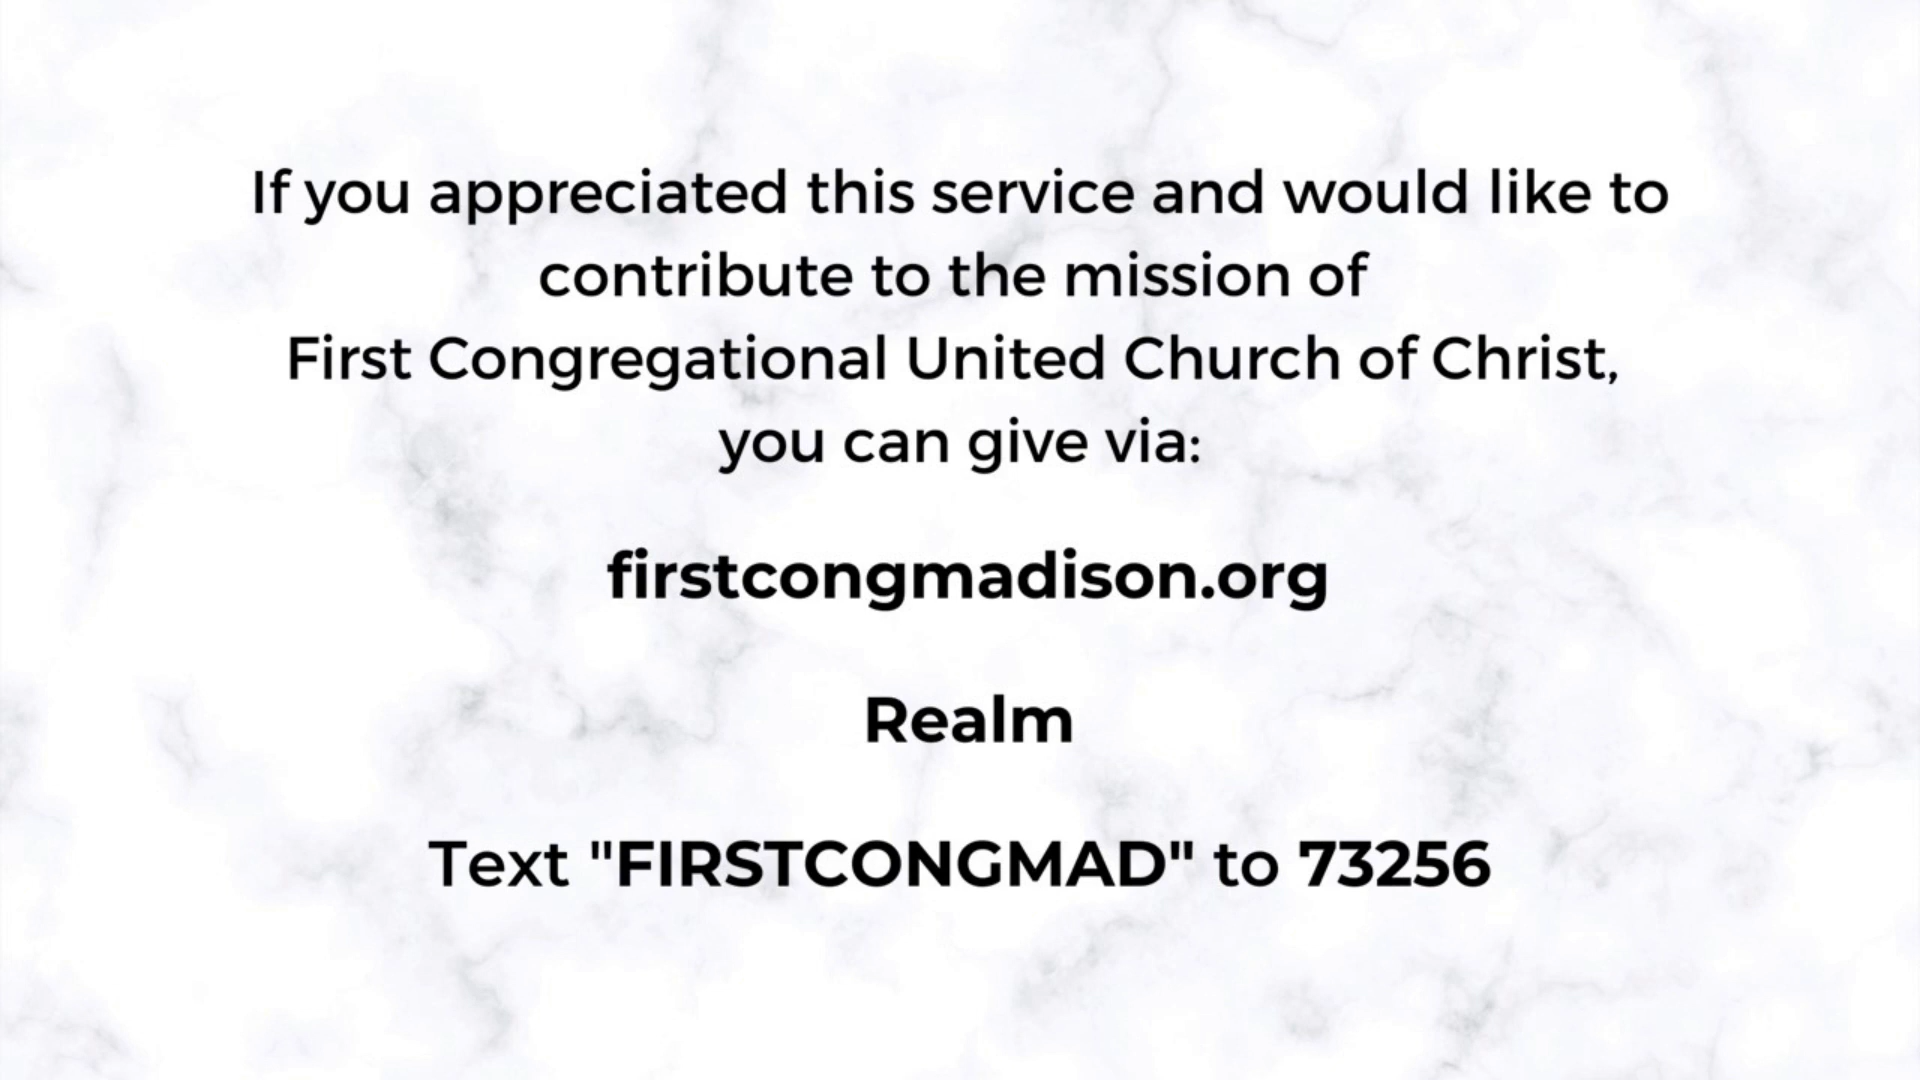 If you appreciated this service and would like to
contribute to the mission of
First Congregational United Church of Christ,
you can give via:
firstcongmadison.org
Realm
Text "FIRSTCONGMAD" to 73256